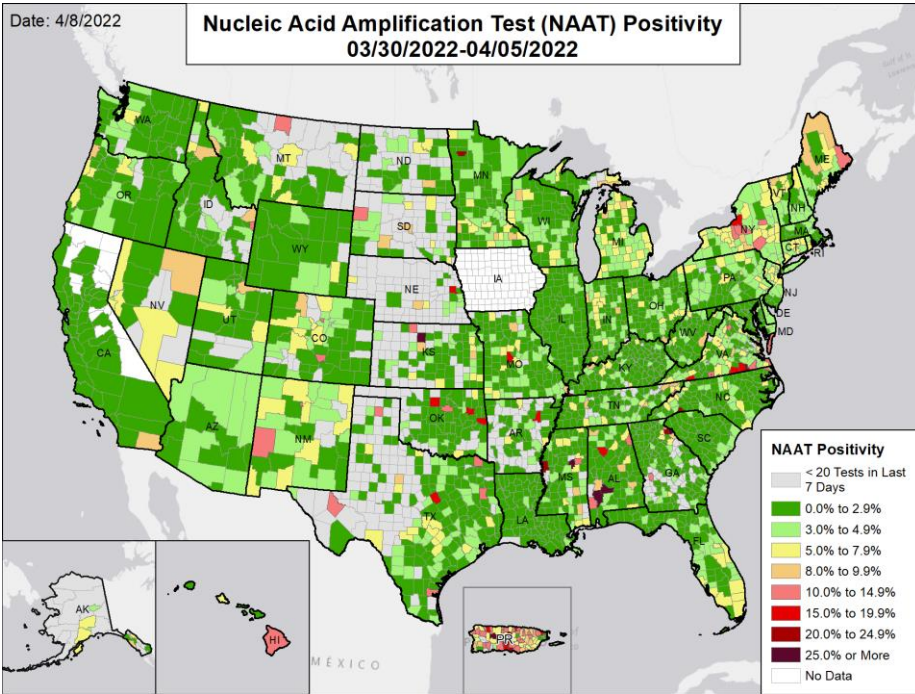 Date: 4/8/2022
Nucleic Acid Amplification Test (NAAT) Positivity
03/30/2022-04/05/2022
WA
MT
ND
MN
ME
OR
ID
SD
WI
MI
VT
NH
NY
MA
CT
RI
WY
NE
IA
PA
NJ
NV
UT
CO
IL
IN
OH
DE
MD
CA
KS
MO
WV
VA
KY
AZ
NM
OK
AR
TN
NC
SC
MS
AL
GA
TX
LA
FL
AK
HI
PR
MÉXICO
NAAT Positivity
< 20 Tests in Last
7 Days
0.0% to 2.9%
3.0% to 4.9%
5.0% to 7.9%
8.0% to 9.9%
10.0% to 14.9%
15.0% to 19.9%
20.0% to 24.9%
25.0% or More
No Data